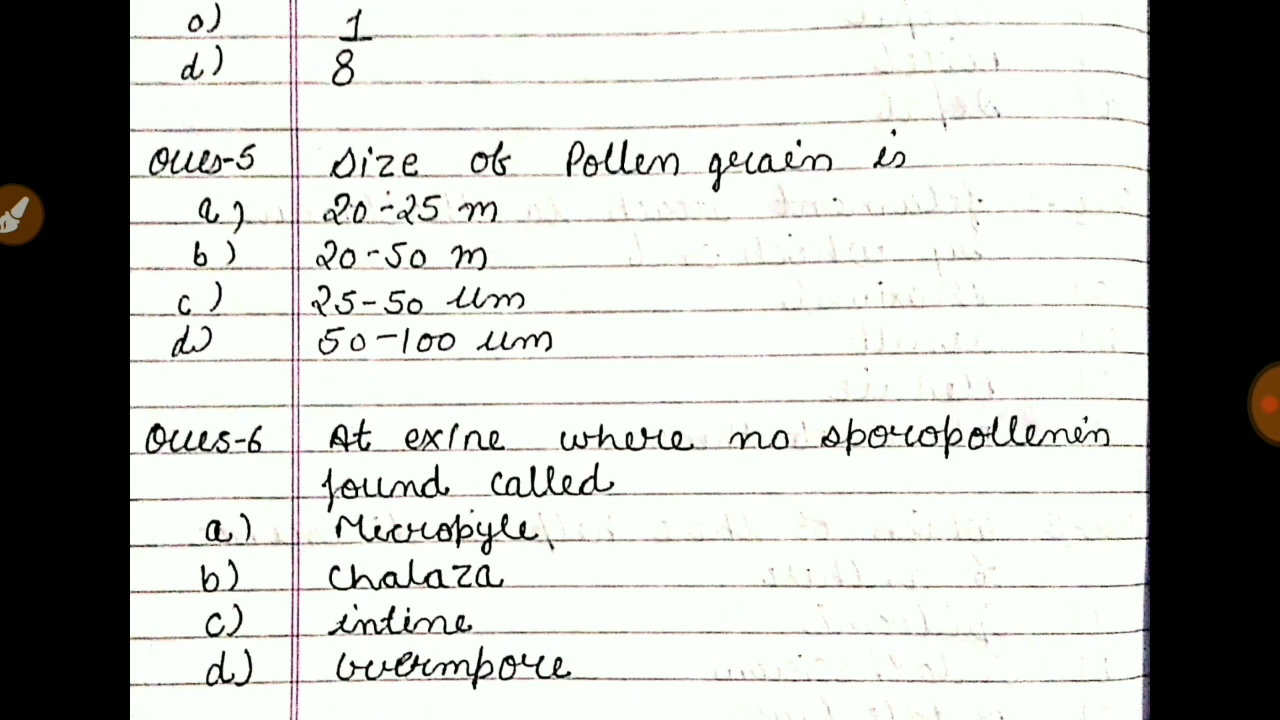 c) 1
d) 8
Ques-5 Size of Pollen grain is
a) 20-25 m
b) 20-50 m
c) 25-50 um
d) 50-100 um
Ques-6 At exine where no sporopollenin
found called
a) Micropyle
b) Chalaza
c) intine
d) Germpore